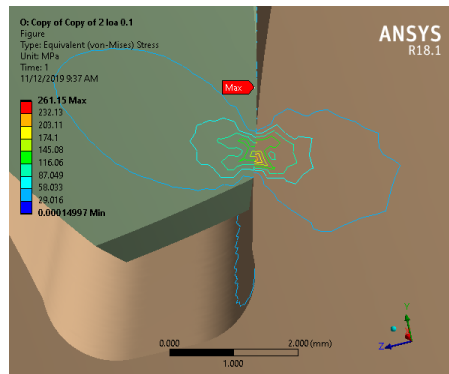 O: Copy of Copy of 2 loa 0.1
Figure
Type: Equivalent (von-Mises) Stress
Unit: MPa
Time: 1
11/12/2019 9:37 AM
ANSYS
R18.1
Max
261.15 Max
232.13
203.11
174.1
145.08
116.06
87.049
58.033
29.016
0.00014997 Min
Y
Z
0.000
2.000 (mm)
1.000